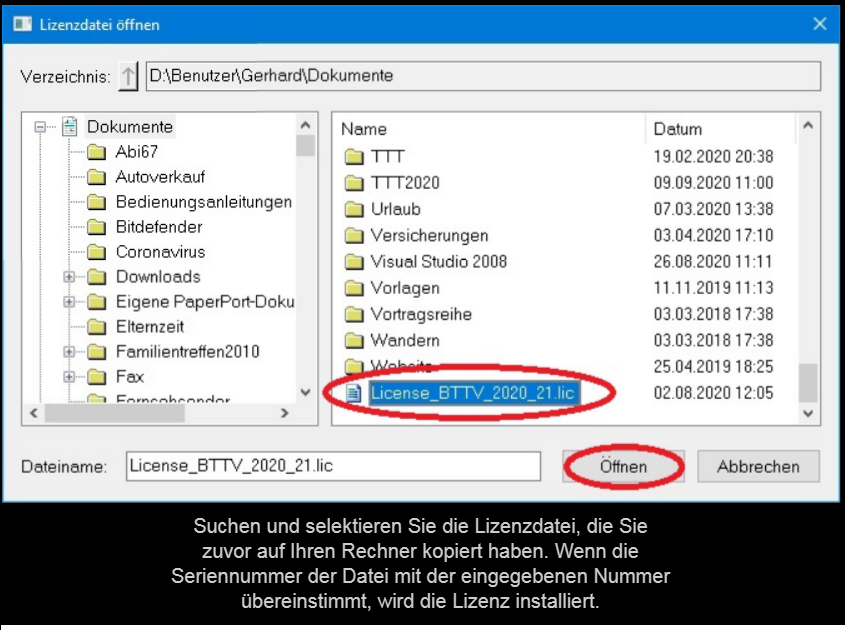 Lizenzdatei öffnen
Verzeichnis: D:\Benutzer\Gerhard\Dokumente
Dokumente
Abi67
Autoverkauf
Bedienungsanleitungen
Bitdefender
Coronavirus
Downloads
Eigene PaperPort-Doku
Elternzeit
Familientreffen2010
Fax
Fernsehsender
Name Datum
TTT 19.02.2020 20:38
TTT2020 09.09.2020 11:00
Urlaub 07.03.2020 13:38
Versicherungen 03.04.2020 17:10
Visual Studio 2008 26.08.2020 11:11
Vorlagen 11.11.2019 11:13
Vortragsreihe 03.03.2018 17:38
Wandern 03.03.2018 17:38
Website 25.04.2019 18:25
License_BTTV_2020_21.lic 02.08.2020 12:05
Dateiname: License_BTTV_2020_21.lic Öffnen Abbrechen
Suchen und selektieren Sie die Lizenzdatei, die Sie
zuvor auf Ihren Rechner kopiert haben. Wenn die
Seriennummer der Datei mit der eingegebenen Nummer
übereinstimmt, wird die Lizenz installiert.